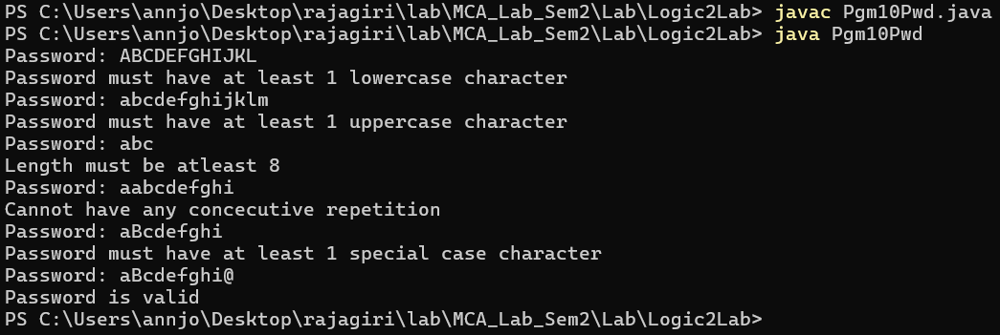 PS C:\Users\annjo\Desktop\rajagiri\lab\MCA_Lab_Sem2\Lab\Logic2Lab> javac Pgm10Pwd.java
PS C:\Users\annjo\Desktop\rajagiri\lab\MCA_Lab_Sem2\Lab\Logic2Lab> java Pgm10Pwd
Password: ABCDEFGHIJKL
Password must have at least 1 lowercase character
Password: abcdefghijklm
Password must have at least 1 uppercase character
Password: abc
Length must be atleast 8
Password: aabcdefghi
Cannot have any concecutive repetition
Password: aBcdefghi
Password must have at least 1 special case character
Password: aBcdefghi@
Password is valid
PS C:\Users\annjo\Desktop\rajagiri\lab\MCA_Lab_Sem2\Lab\Logic2Lab>